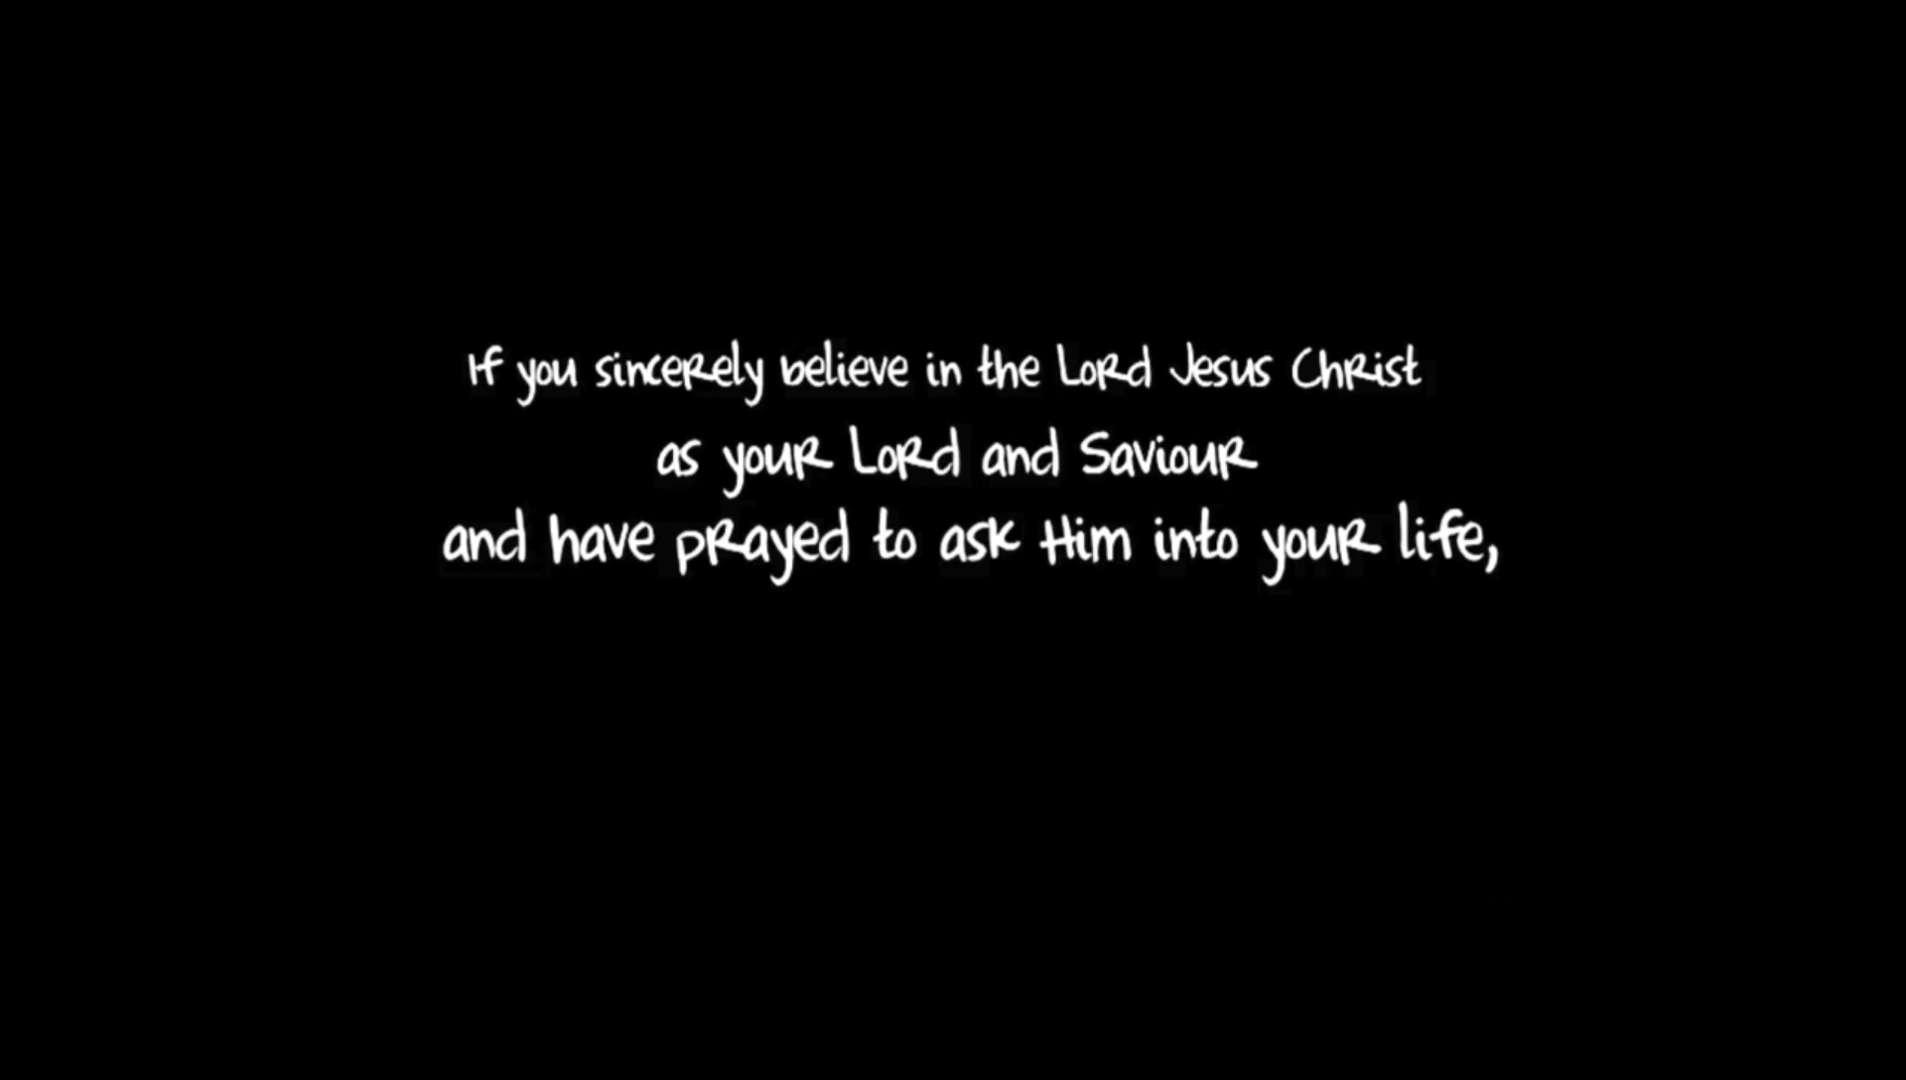 If you sincerely believe in the Lord Jesus Christ
as your Lord and Saviour
and have prayed to ask Him into your life,